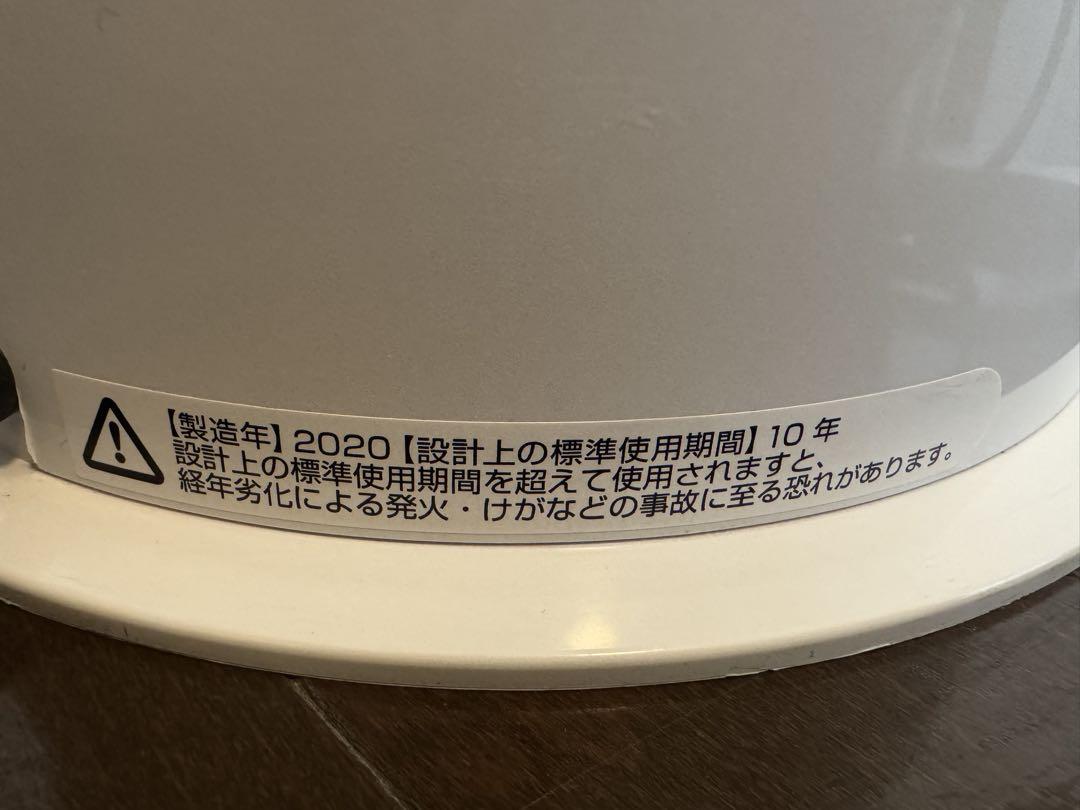 【製造年】2020【設計上の標準使用期間】10 年
設計上の標準使用期間を超えて使用されますと、
経年劣化による発火・けがなどの事故に至る恐れがあります。